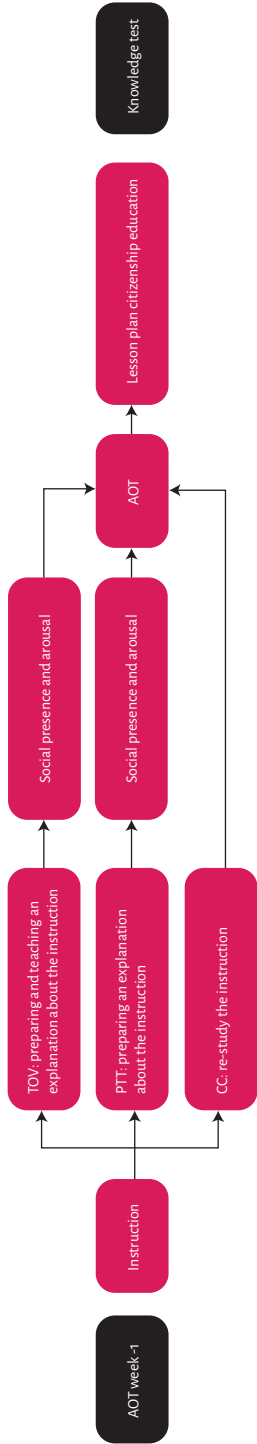 AOT week -1
Instruction
TOV: preparing and teaching an
explanation about the instruction
PTT: preparing an explanation
about the instruction
CC: re-study the instruction
Social presence and arousal
Social presence and arousal
AOT
Lesson plan citizenship education
Knowledge test